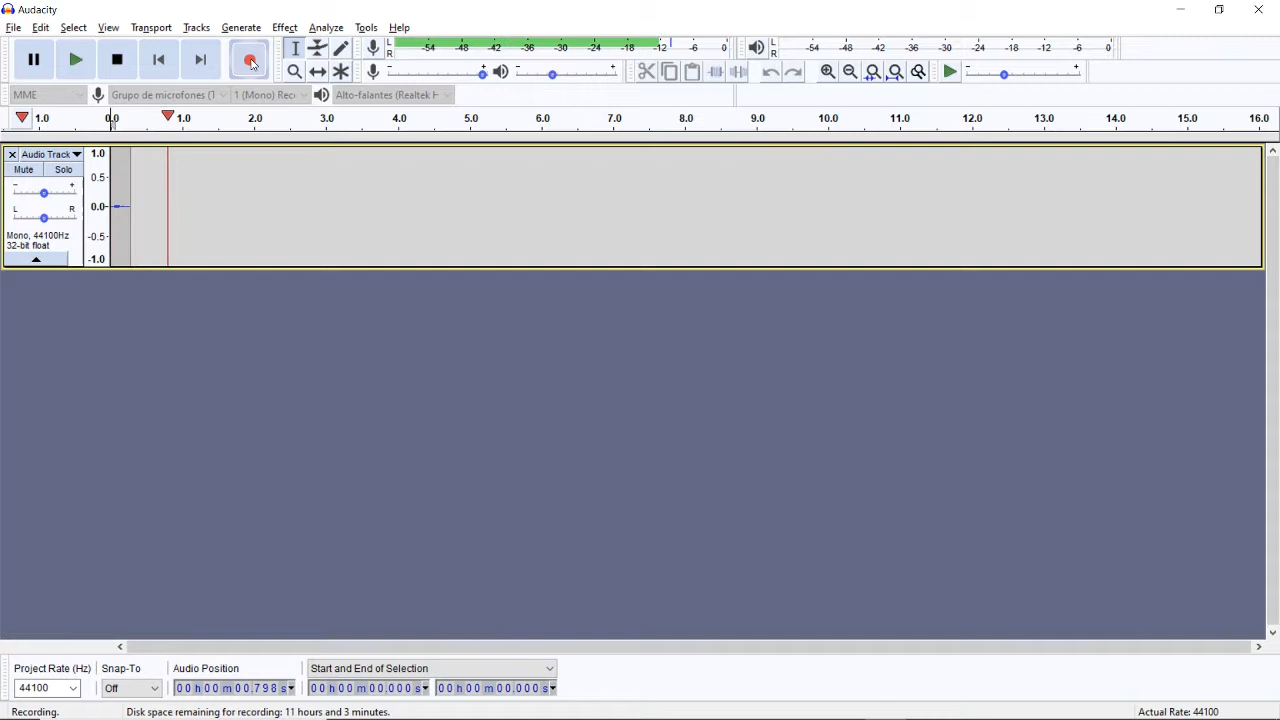 Audacity
File Edit Select View Transport Tracks Generate Effect Analyze Tools Help
L R -54 -48 -42 -36 -30 -24 -18 -12 -6 0 L R -54 -48 -42 -36 -30 -24 -18 -12 -6 0
- + - + - +
MME Grupo de microfones (T 1 (Mono) Rec Alto-falantes (Realtek H
1.0 0.0 1.0 2.0 3.0 4.0 5.0 6.0 7.0 8.0 9.0 10.0 11.0 12.0 13.0 14.0 15.0 16.0
Audio Track 1.0
Mute Solo
0.5-
- +
L R 0.0-
Mono, 44100Hz -0.5-
32-bit float
-1.0
Project Rate (Hz) Snap-To Audio Position Start and End of Selection
44100 Off 00 h 00 m 00.798 s 00 h 00 m 00.000 s 00 h 00 m 00.000 s
Recording. Disk space remaining for recording: 11 hours and 3 minutes. Actual Rate: 44100